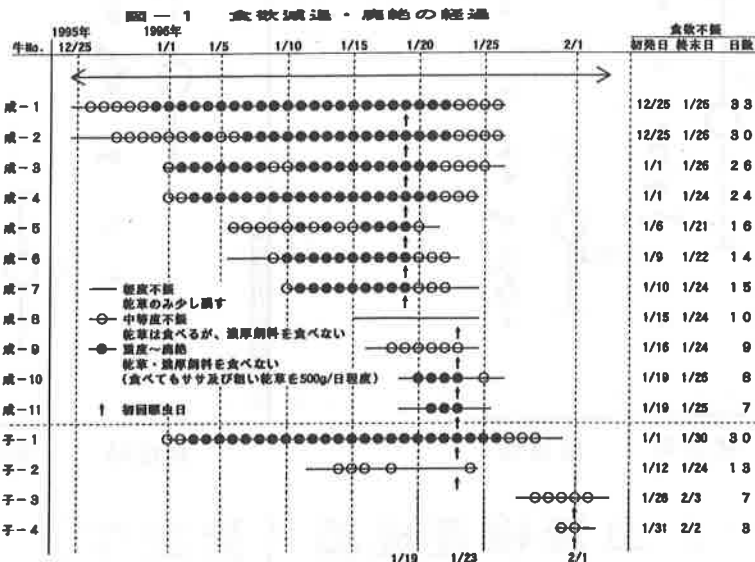 図－1　食欲減退・廃絶の経過
1995年　1996年　食欲不振
牛No.　12/25　1/1　1/5　1/10　1/15　1/20　1/25　2/1　初発日　終末日　日数
成－1　12/25　1/26　33
成－2　12/25　1/26　30
成－3　1/1　1/26　26
成－4　1/1　1/24　24
成－5　1/6　1/21　16
成－6　1/9　1/22　14
成－7　1/10　1/24　15
軽度不振
乾草のみ少し残す
成－8　1/15　1/24　10
中等度不振
乾草は食べるが、濃厚飼料を食べない
成－9　1/16　1/24　9
重度～廃絶
乾草・濃厚飼料を食べない
成－10　1/19　1/26
(食べてもササ及び粗い乾草を500g/日程度)
成－11　1/19　1/25　7
↑　初回駆虫日
子－1　1/1　1/30　30
子－2　1/12　1/24　13
子－3　1/26　2/3　7
子－4　1/31　2/2　3
1/19　1/23　2/1